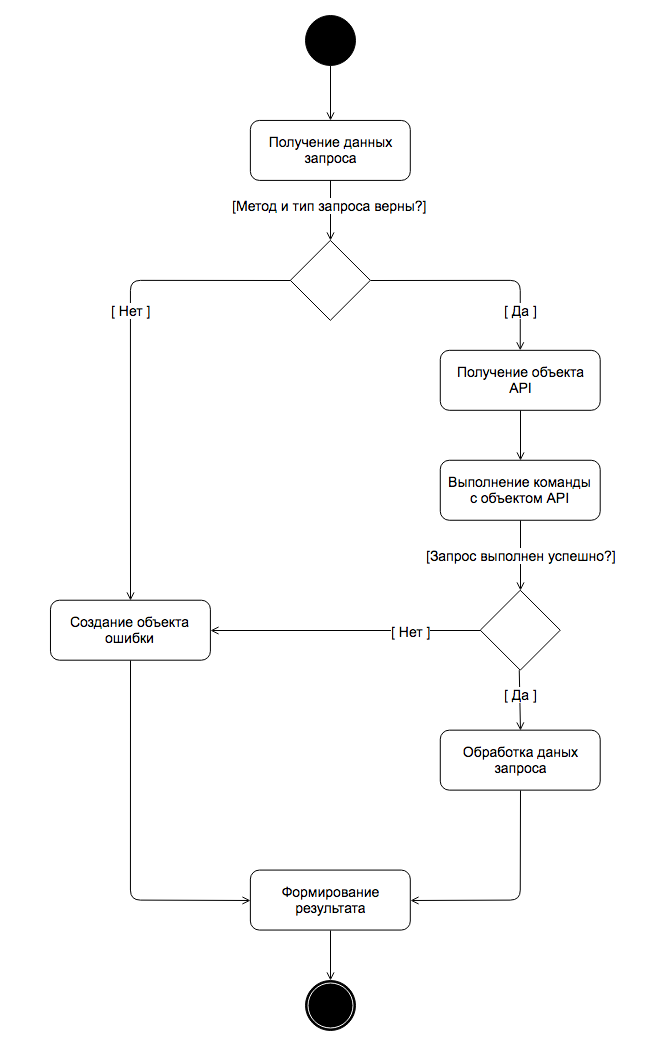 Получение данных
запроса
[Метод и тип запроса верны?]
[ Нет ]
[ Да ]
Получение объекта
API
Выполнение команды
с объектом API
[Запрос выполнен успешно?]
Создание объекта
ошибки
[ Нет ]
[ Да ]
Обработка даных
запроса
Формирование
результата